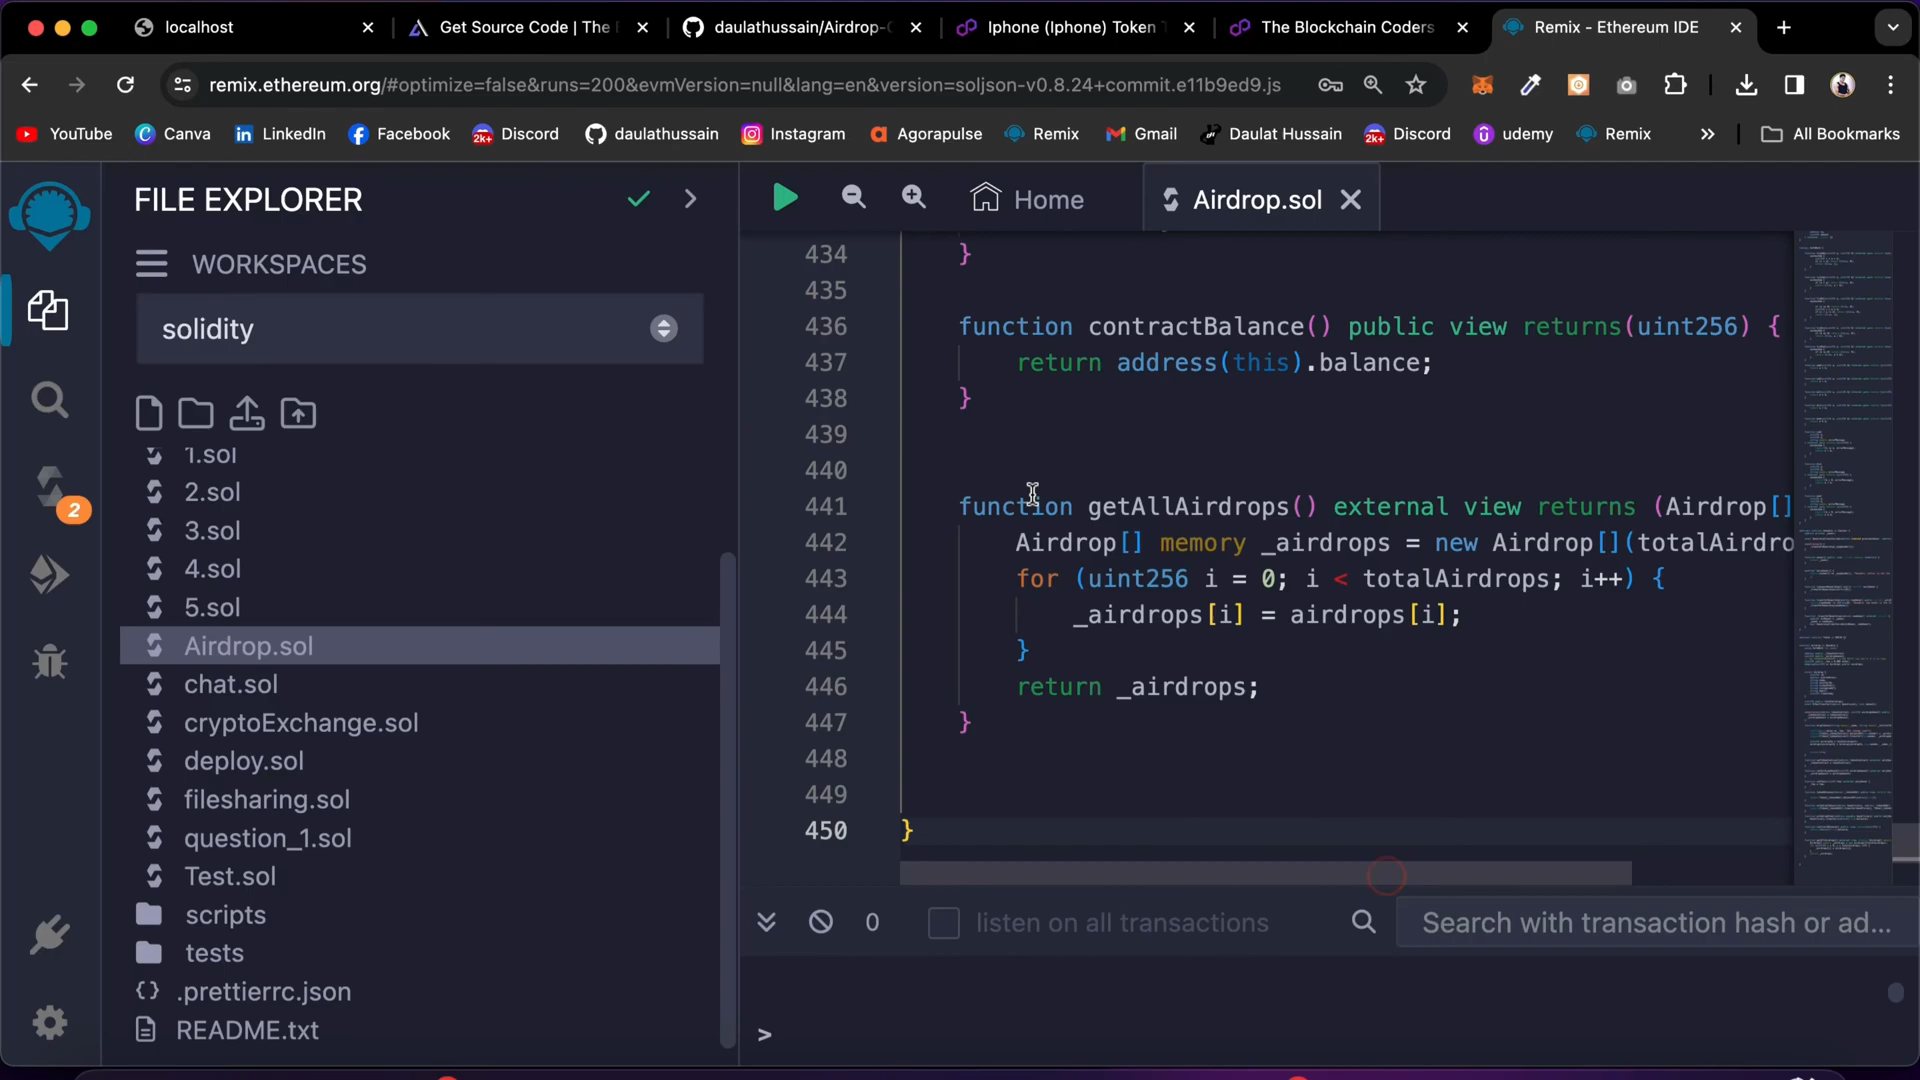 localhost
Get Source Code | The
daulathussain/Airdrop-
Iphone (Iphone) Token
The Blockchain Coders
Remix - Ethereum IDE
remix.ethereum.org/#optimize=false&runs=200&evmVersion=null&lang=en&version=soljson-v0.8.24+commit.e11b9ed9.js
YouTube
Canva
LinkedIn
Facebook
2k+
Discord
daulathussain
Instagram
Agorapulse
Remix
Gmail
Daulat Hussain
2k+
Discord
udemy
Remix
»
All Bookmarks
FILE EXPLORER
WORKSPACES
solidity
2
1.sol
2.sol
3.sol
4.sol
5.sol
Airdrop.sol
chat.sol
cryptoExchange.sol
deploy.sol
filesharing.sol
question_1.sol
Test.sol
scripts
tests
{} .prettierrc.json
README.txt
Home
Airdrop.sol
434 }
435
436 function contractBalance() public view returns(uint256) {
437 return address(this).balance;
438 }
439
440
441 function getAllAirdrops() external view returns (Airdrop[]
442 Airdrop[] memory _airdrops = new Airdrop[](totalAirdro
443 for (uint256 i = 0; i < totalAirdrops; i++) {
444 _airdrops[i] = airdrops[i];
445 }
446 return _airdrops;
447 }
448
449
450 }
0
listen on all transactions
Search with transaction hash or ad...
>